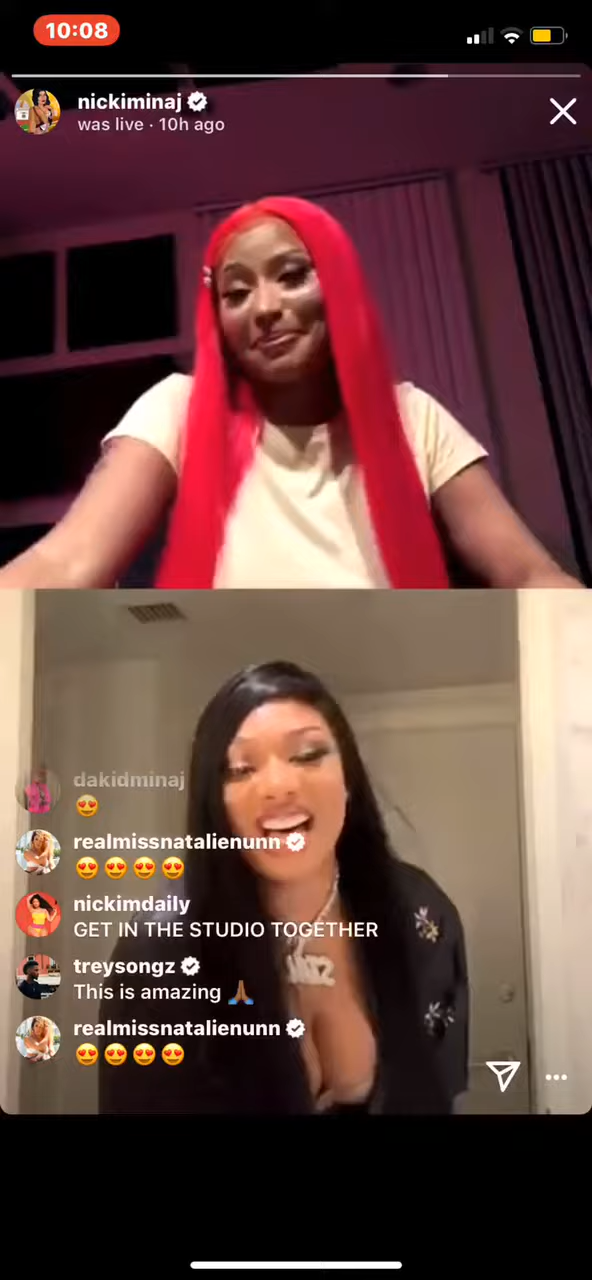 10:08
nickiminaj
was live · 10h ago
dakidminaj
😍
realmissnatalienunn
😍😍😍😍
nickimdaily
GET IN THE STUDIO TOGETHER
treysongz
This is amazing 🙏🏾
realmissnatalienunn
😍😍😍😍